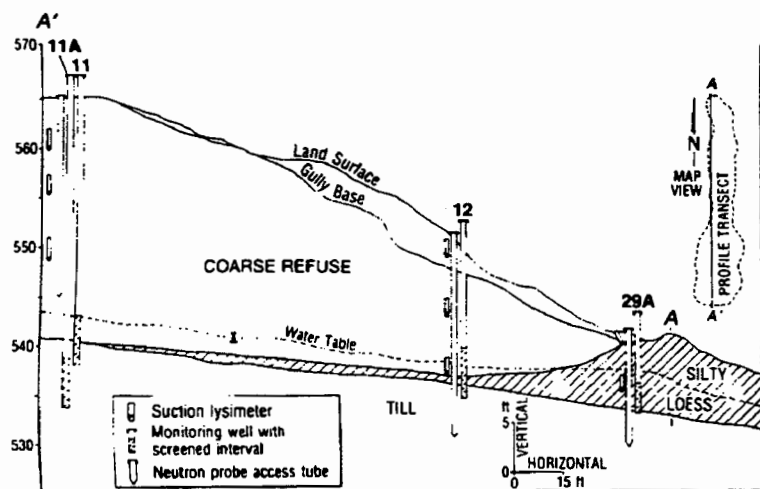 A'
570
11A
11
560
550
540
530
Land Surface
Gully Base
12
COARSE REFUSE
Water Table
29A
A
SILTY
LOESS
TILL
A
N
MAP
VIEW
PROFILE TRANSECT
A'
Suction lysimeter
Monitoring well with
screened interval
Neutron probe access tube
ft
5
0
VERTICAL
HORIZONTAL
0
15 ft